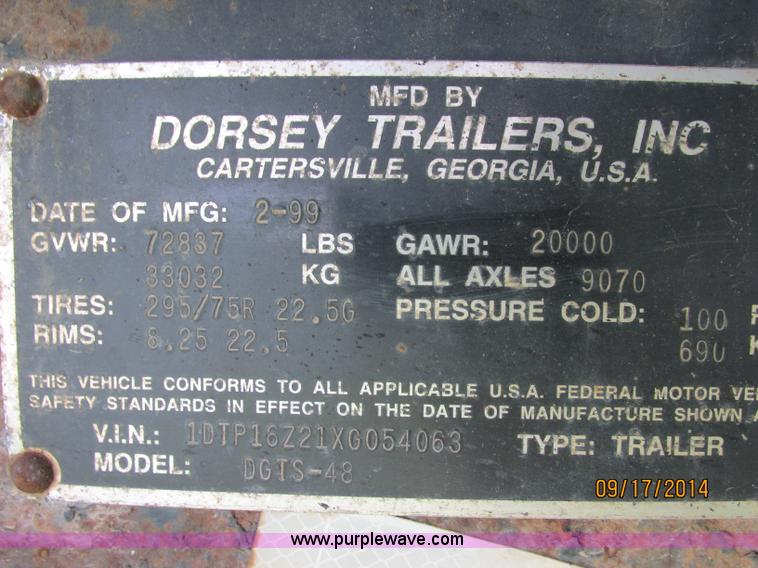 MFD BY
DORSEY TRAILERS, INC
CARTERSVILLE, GEORGIA, U.S.A.
DATE OF MFG: 2-99
GVWR: 72837 LBS GAWR: 20000
33032 KG ALL AXLES 9070
TIRES: 295/75R 22.5G PRESSURE COLD: 100 P
RIMS: 8.25 22.5 690 K
THIS VEHICLE CONFORMS TO ALL APPLICABLE U.S.A. FEDERAL MOTOR VE
SAFETY STANDARDS IN EFFECT ON THE DATE OF MANUFACTURE SHOWN A
V.I.N.: 1DTP16Z21XG054063 TYPE: TRAILER
MODEL: DGTS-48
09/17/2014
www.purplewave.com